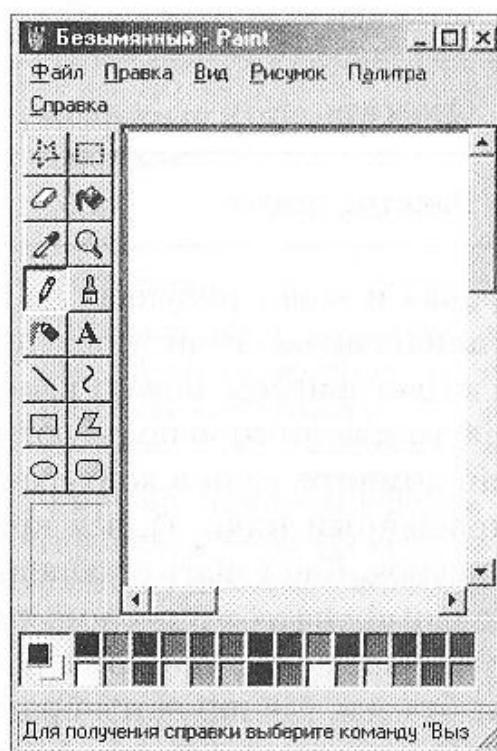 Безымянный - Paint
Файл Правка Вид Рисунок Палитра
Справка
A
Для получения справки выберите команду "Выз